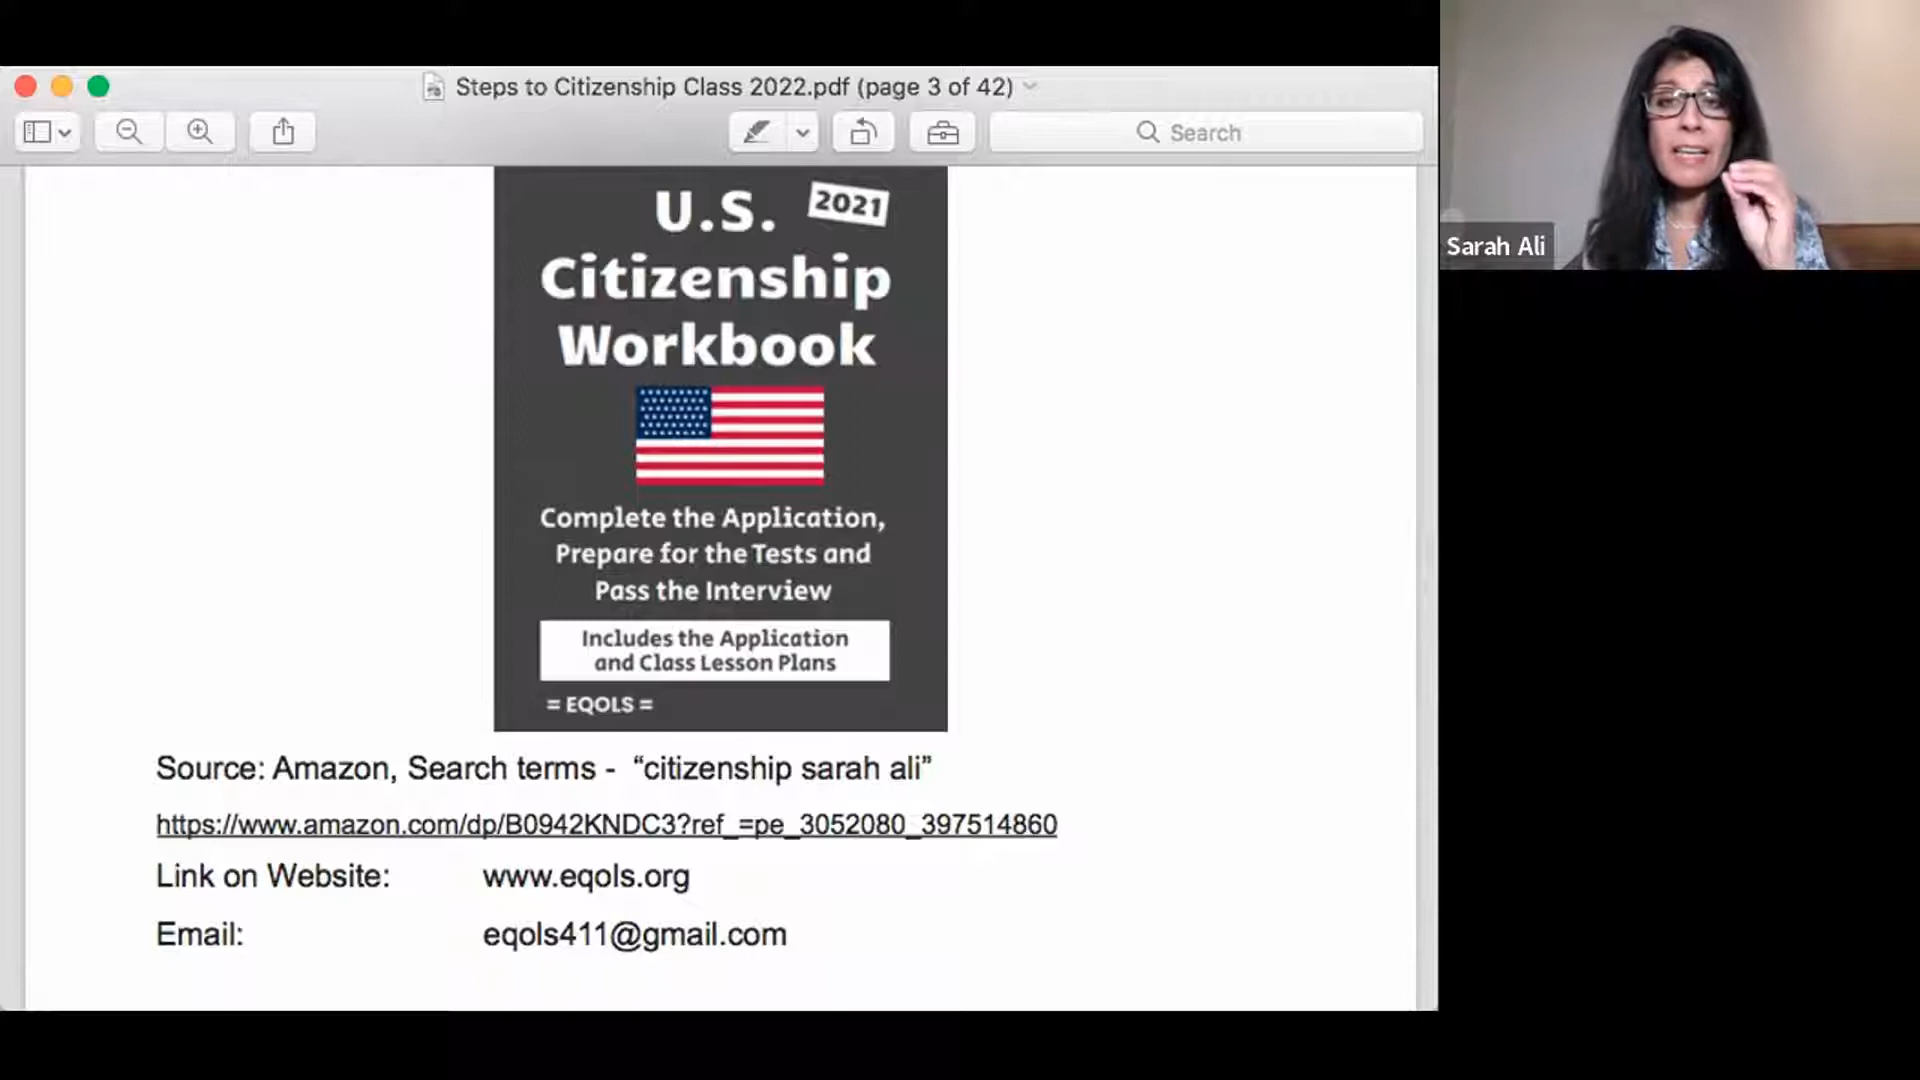 Steps to Citizenship Class 2022.pdf (page 3 of 42)
Search
U.S. 2021
Citizenship
Workbook
Complete the Application,
Prepare for the Tests and
Pass the Interview
Includes the Application
and Class Lesson Plans
= EQOLS =
Source: Amazon, Search terms - “citizenship sarah ali”
https://www.amazon.com/dp/B0942KNDC3?ref_=pe_3052080_397514860
Link on Website: www.eqols.org
Email: eqols411@gmail.com
Sarah Ali